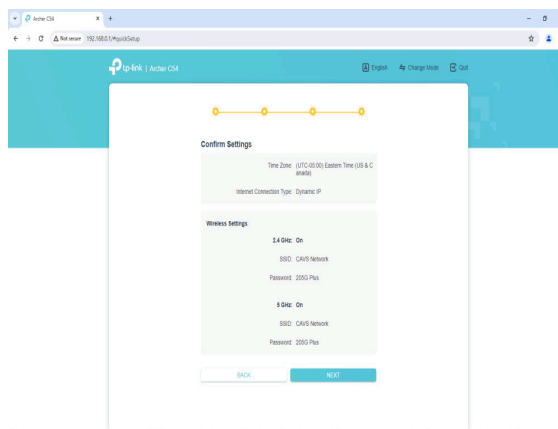 Archer C54
Not secure 192.168.0.1/#quickSetup
tp-link | Archer C54
English Change Mode Quit
Confirm Settings
Time Zone: (UTC-05:00) Eastern Time (US & C
anada)
Internet Connection Type: Dynamic IP
Wireless Settings
2.4 GHz: On
SSID: CAVS Network
Password: 205G Plus
5 GHz: On
SSID: CAVS Network
Password: 205G Plus
BACK NEXT